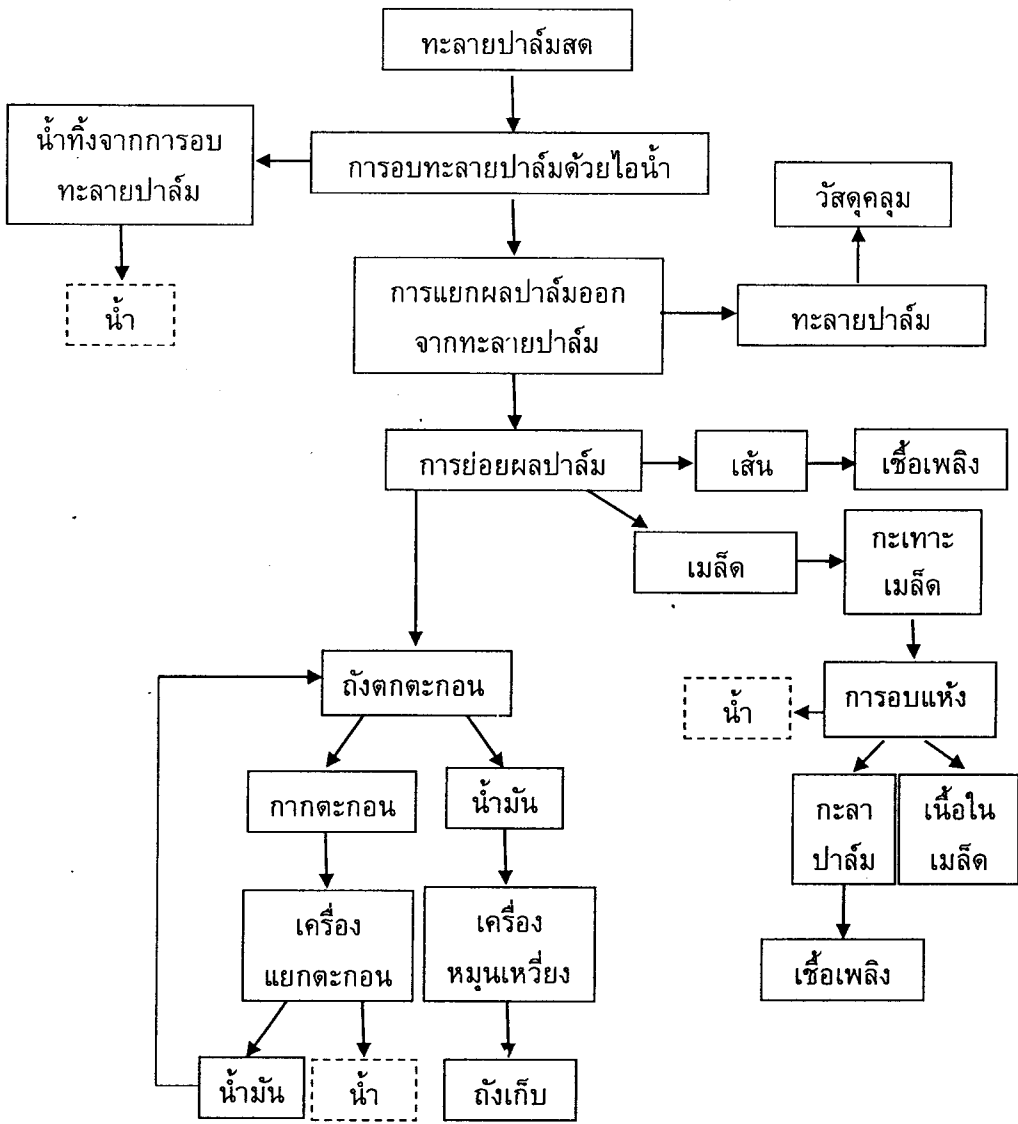 ทะลายปาล์มสด
น้ำทิ้งจากการอบ
ทะลายปาล์ม
การอบทะลายปาล์มด้วยไอน้ำ
วัสดุคลุม
น้ำ
การแยกผลปาล์มออก
จากทะลายปาล์ม
ทะลายปาล์ม
การย่อยผลปาล์ม
เส้น
เชื้อเพลิง
เมล็ด
กะเทาะ
เมล็ด
ถังตกตะกอน
น้ำ
การอบแห้ง
กากตะกอน
น้ำมัน
กะลา
ปาล์ม
เนื้อใน
เมล็ด
เครื่อง
แยกตะกอน
เครื่อง
หมุนเหวี่ยง
เชื้อเพลิง
น้ำมัน
น้ำ
ถังเก็บ